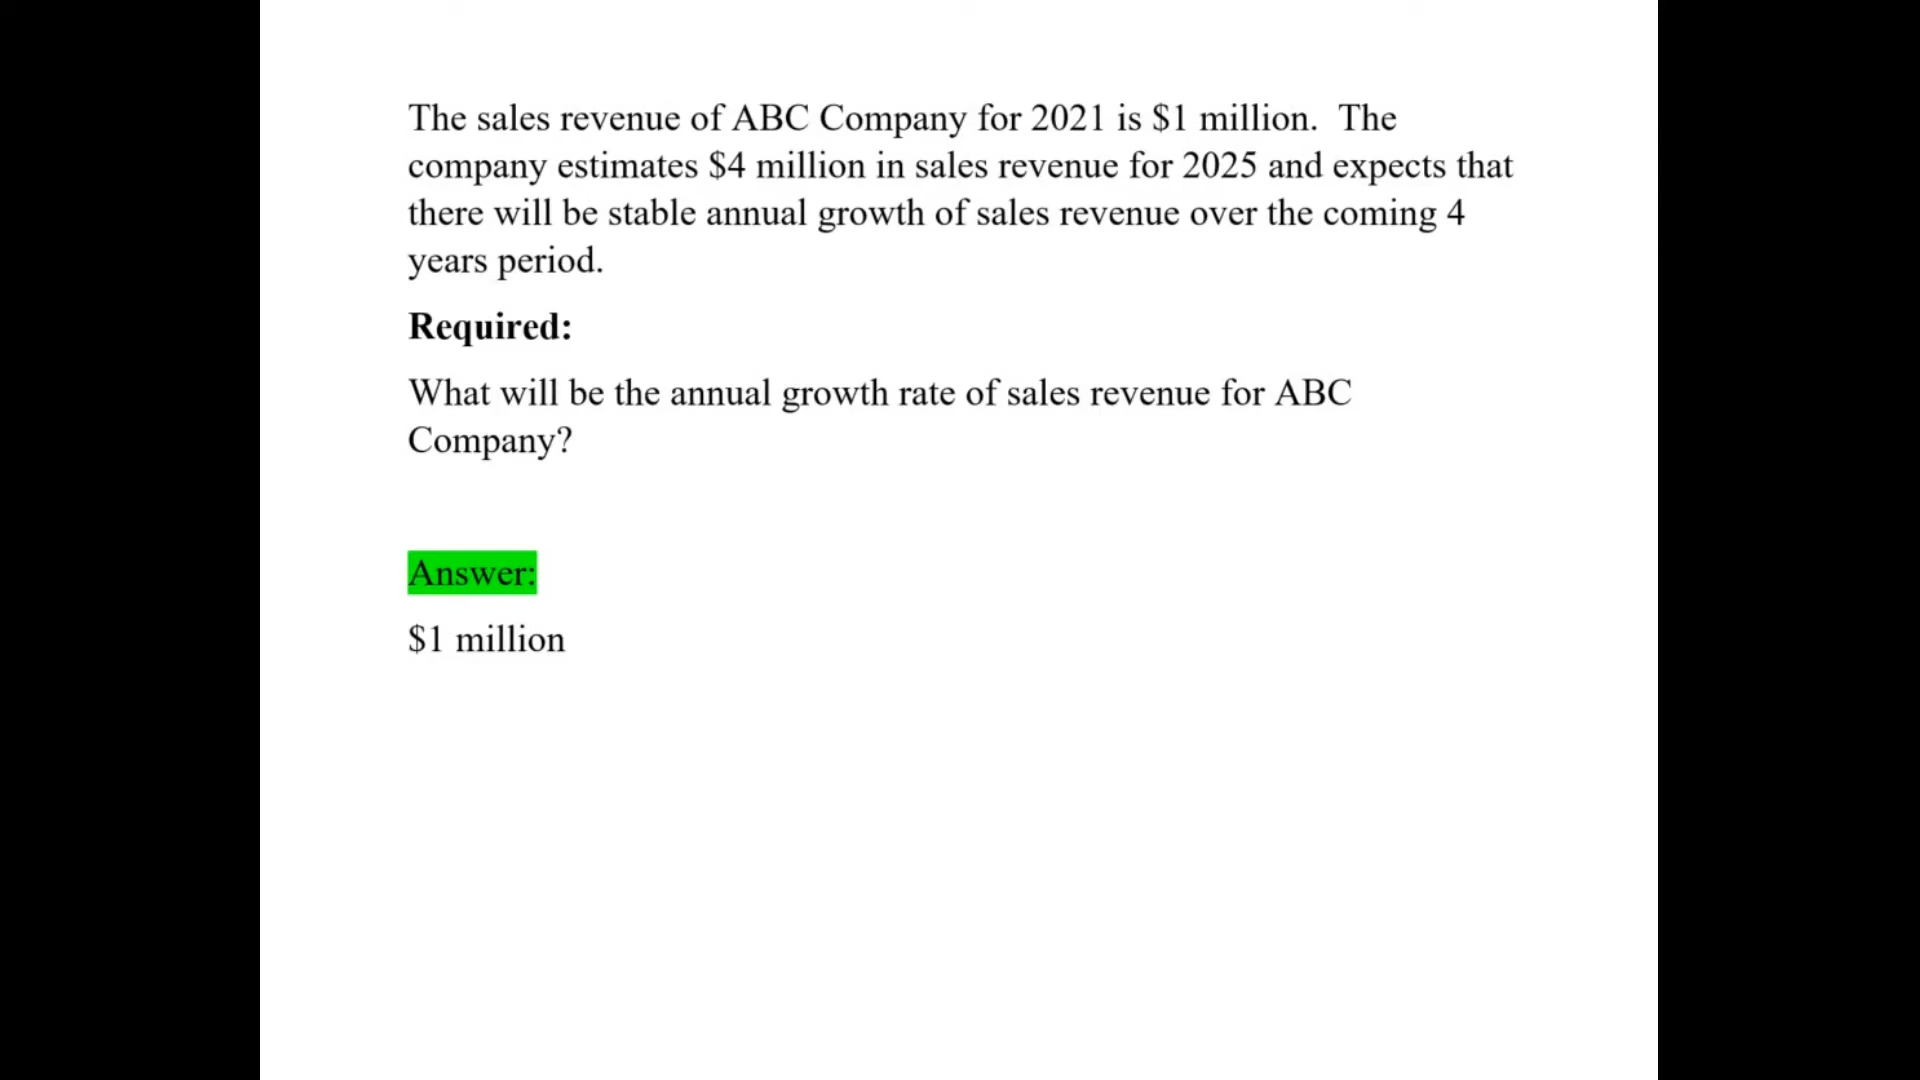 The sales revenue of ABC Company for 2021 is $1 million.  The
company estimates $4 million in sales revenue for 2025 and expects that
there will be stable annual growth of sales revenue over the coming 4
years period.
Required:
What will be the annual growth rate of sales revenue for ABC
Company?
Answer:
$1 million